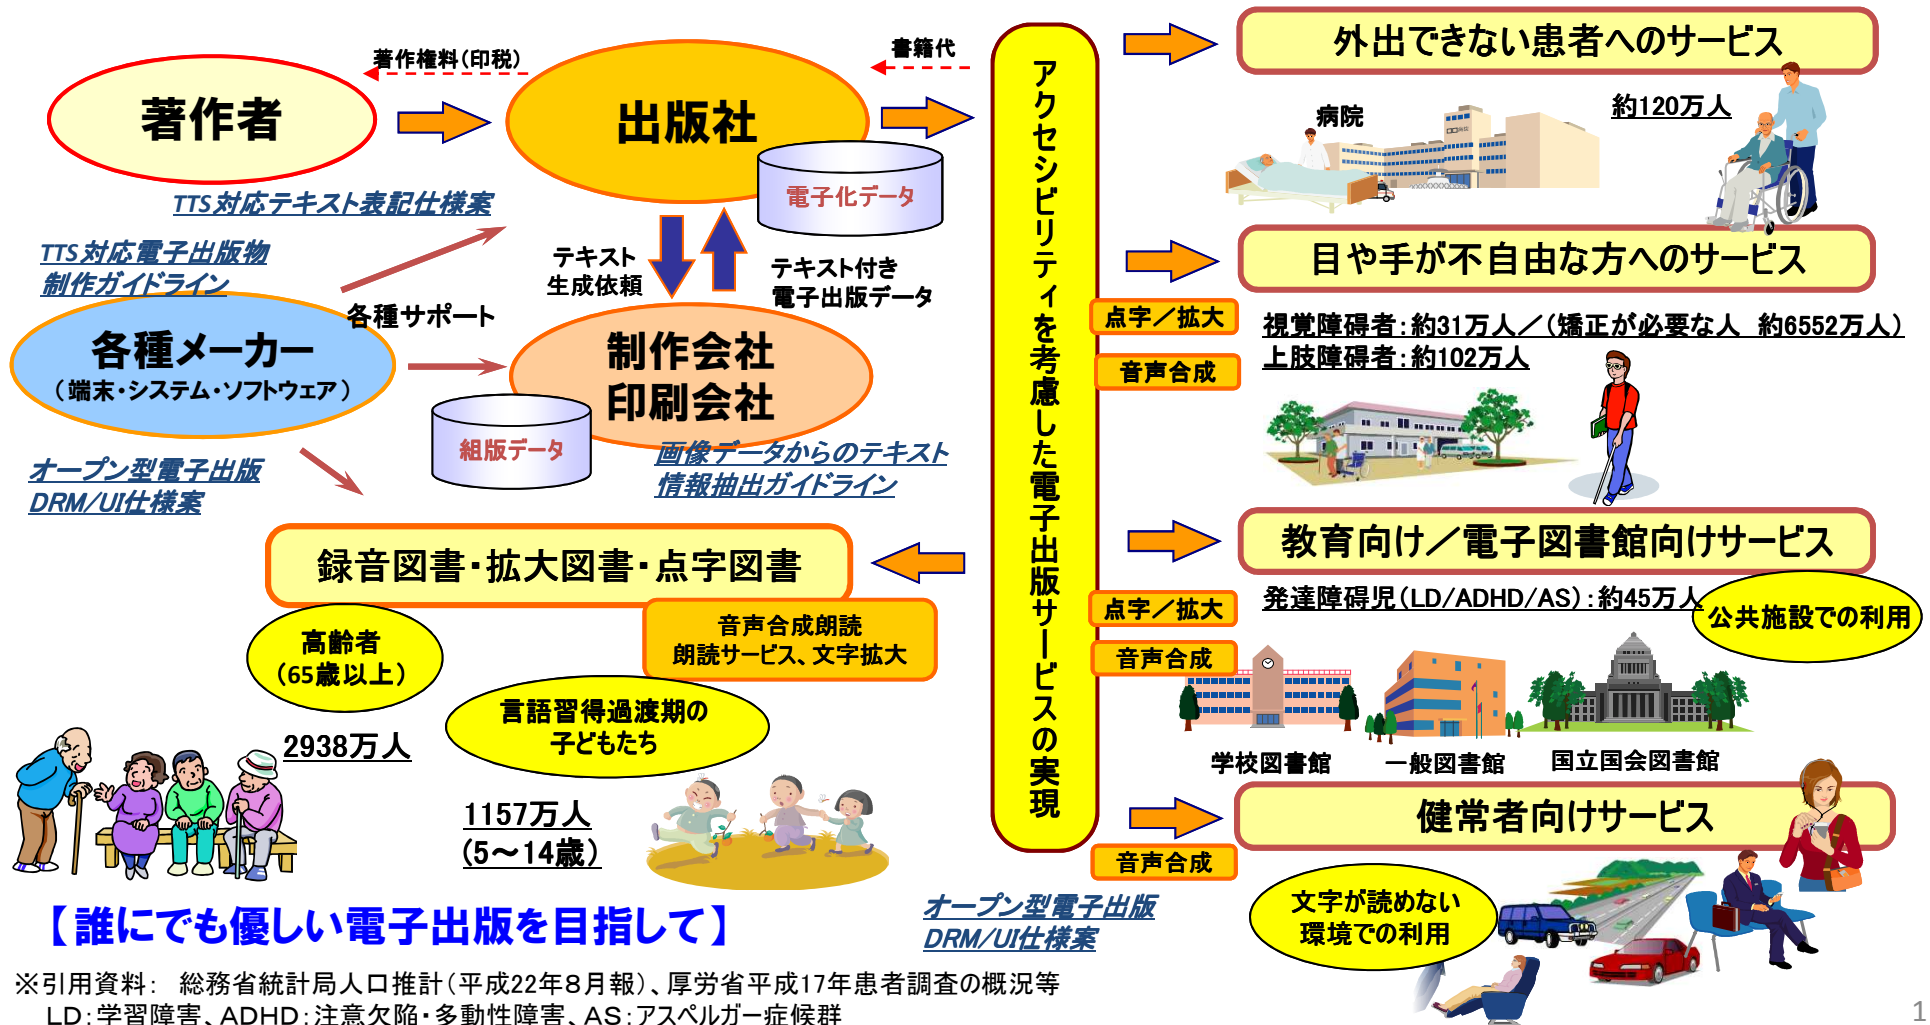 著作者
著作権料(印税)
出版社
書籍代
電子化データ
TTS対応テキスト表記仕様案
TTS対応電子出版物
制作ガイドライン
各種メーカー
(端末・システム・ソフトウェア)
各種サポート
テキスト
生成依頼
テキスト付き
電子出版データ
制作会社
印刷会社
組版データ
画像データからのテキスト
情報抽出ガイドライン
オープン型電子出版
DRM/UI仕様案
録音図書・拡大図書・点字図書
音声合成朗読
朗読サービス、文字拡大
高齢者
(65歳以上)
2938万人
言語習得過渡期の
子どもたち
1157万人
(5～14歳)
【誰にでも優しい電子出版を目指して】
アクセシビリティを考慮した電子出版サービスの実現
外出できない患者へのサービス
病院
約120万人
目や手が不自由な方へのサービス
点字／拡大
音声合成
視覚障碍者：約31万人／(矯正が必要な人 約6552万人)
上肢障碍者：約102万人
教育向け／電子図書館向けサービス
点字／拡大
音声合成
発達障碍児(LD/ADHD/AS)：約45万人
公共施設での利用
学校図書館
一般図書館
国立国会図書館
健常者向けサービス
音声合成
文字が読めない
環境での利用
オープン型電子出版
DRM/UI仕様案
※引用資料： 総務省統計局人口推計(平成22年8月報)、厚労省平成17年患者調査の概況等
LD：学習障害、ADHD：注意欠陥・多動性障害、AS：アスペルガー症候群
1